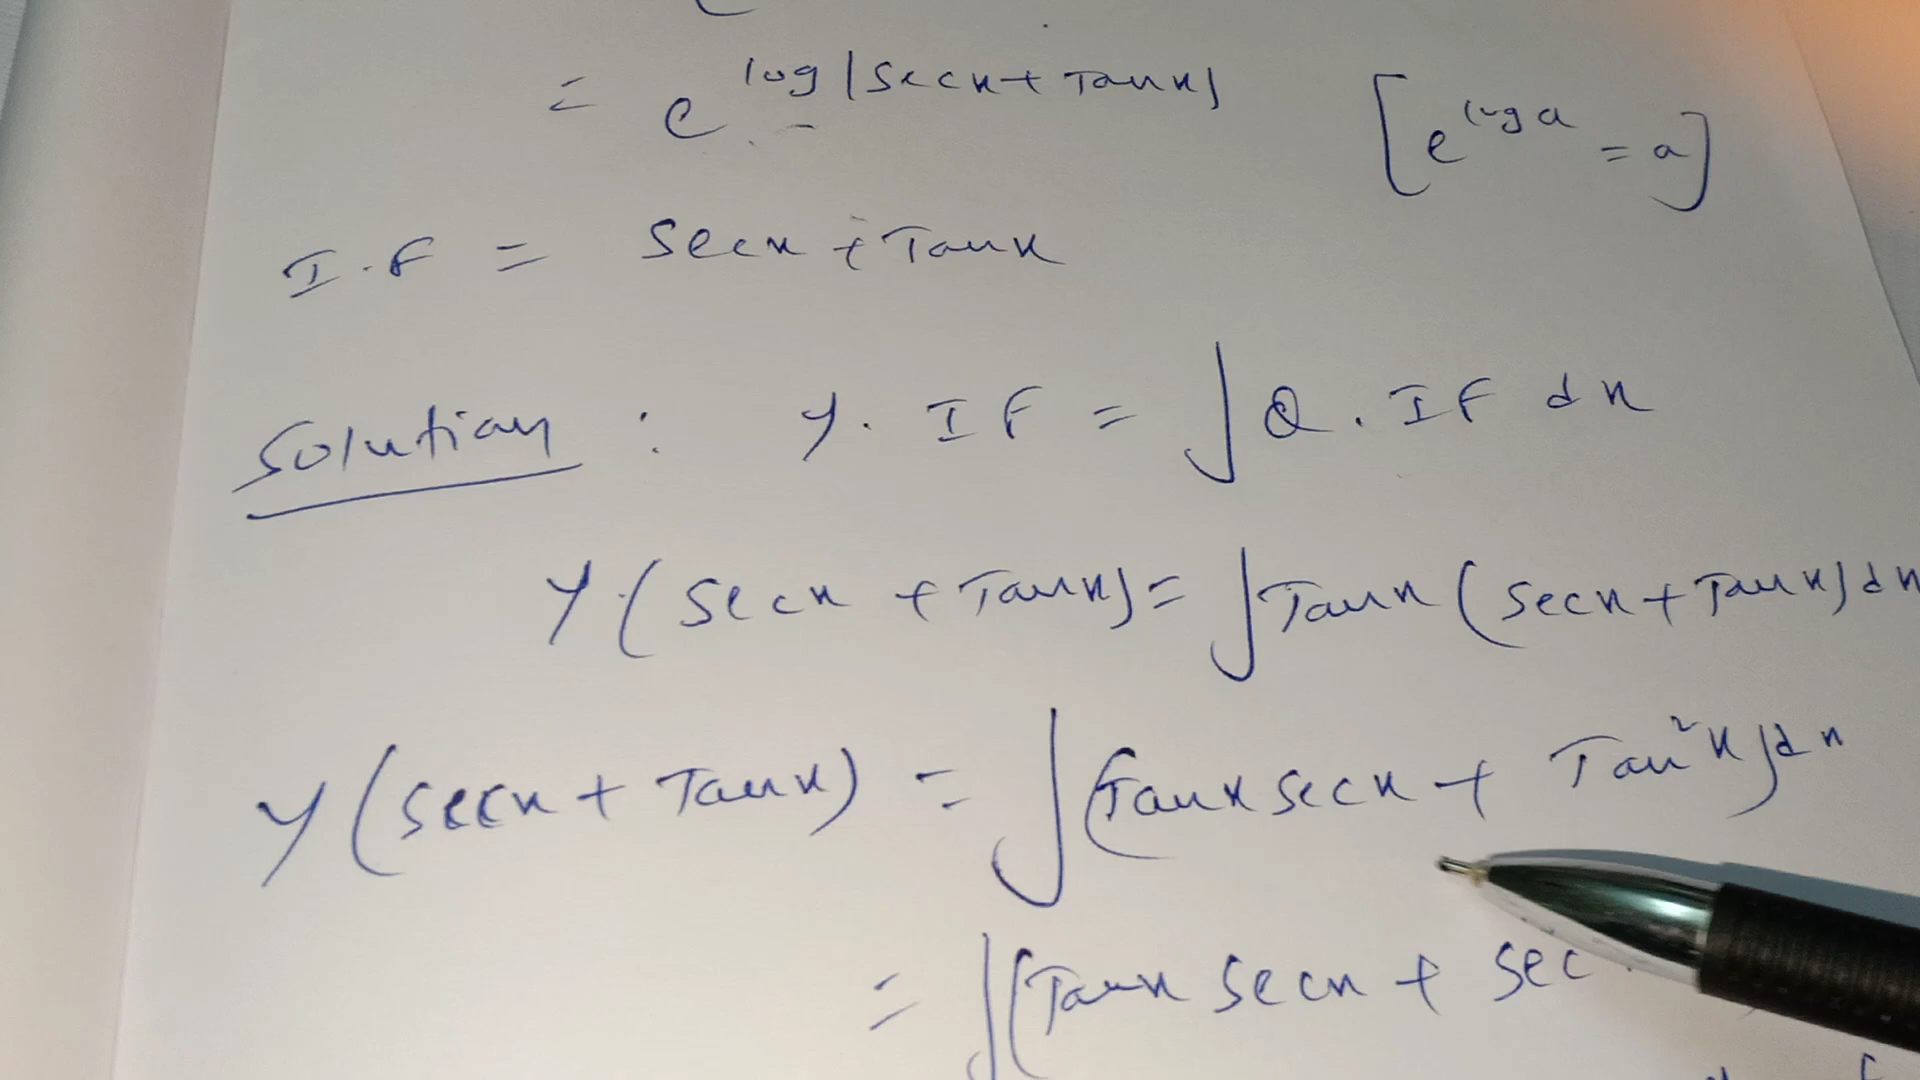 = e^{log|secx + Tanx|} [e^{log a} = a]
I.F = Secx + Tanx
Solution : y. IF = ∫Q. IF dx
y.(secx + Tanx) = ∫Tanx (secx + Tanx) dx
y(secx + Tanx) = ∫(Tanx secx + Tan²x) dx
= ∫(Tanx secx + sec